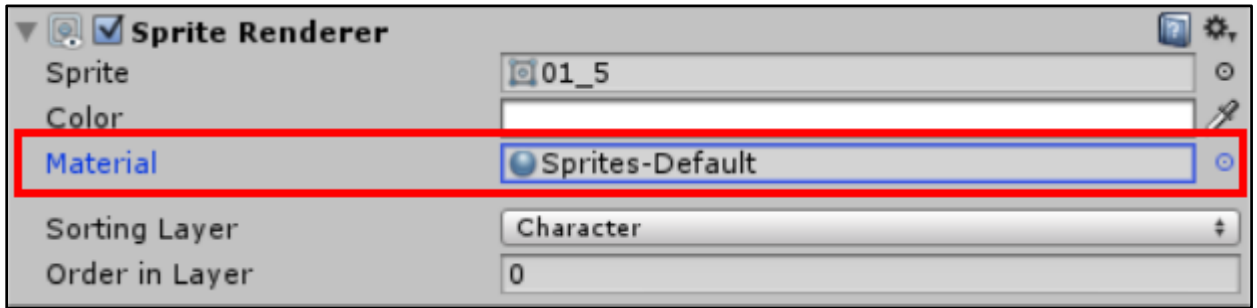 Sprite Renderer
Sprite 01_5
Color
Material Sprites-Default
Sorting Layer Character
Order in Layer 0